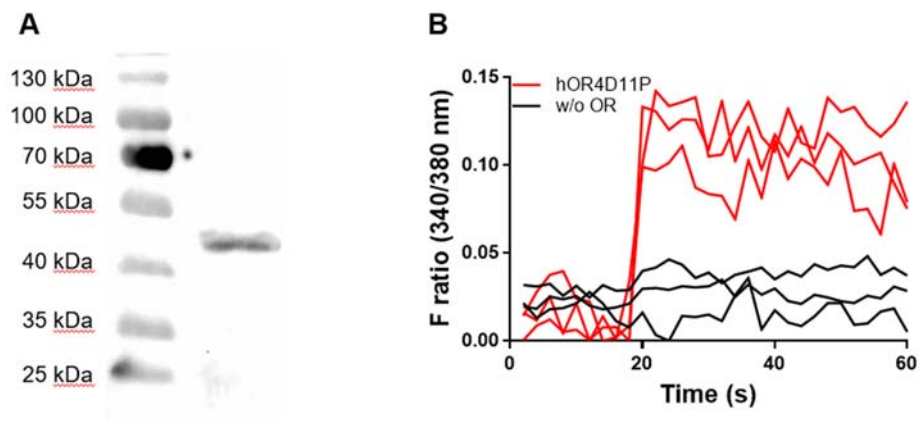 A
130 kDa
100 kDa
70 kDa
55 kDa
40 kDa
35 kDa
25 kDa
B
F ratio (340/380 nm)
0.15
0.10
0.05
0.00
hOR4D11P
w/o OR
0 20 40 60
Time (s)